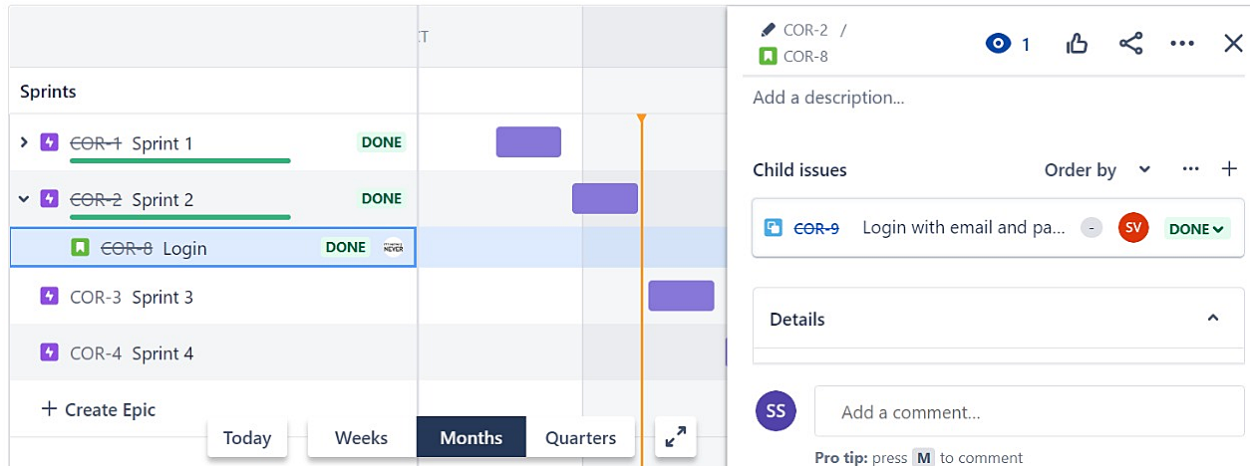 CT
Sprints
COR-1 Sprint 1 DONE
COR-2 Sprint 2 DONE
COR-8 Login DONE NEVER
COR-3 Sprint 3
COR-4 Sprint 4
+ Create Epic
Today Weeks Months Quarters
COR-2 /
COR-8
1
Add a description...
Child issues Order by
COR-9 Login with email and pa... - SV DONE
Details
SS Add a comment...
Pro tip: press M to comment